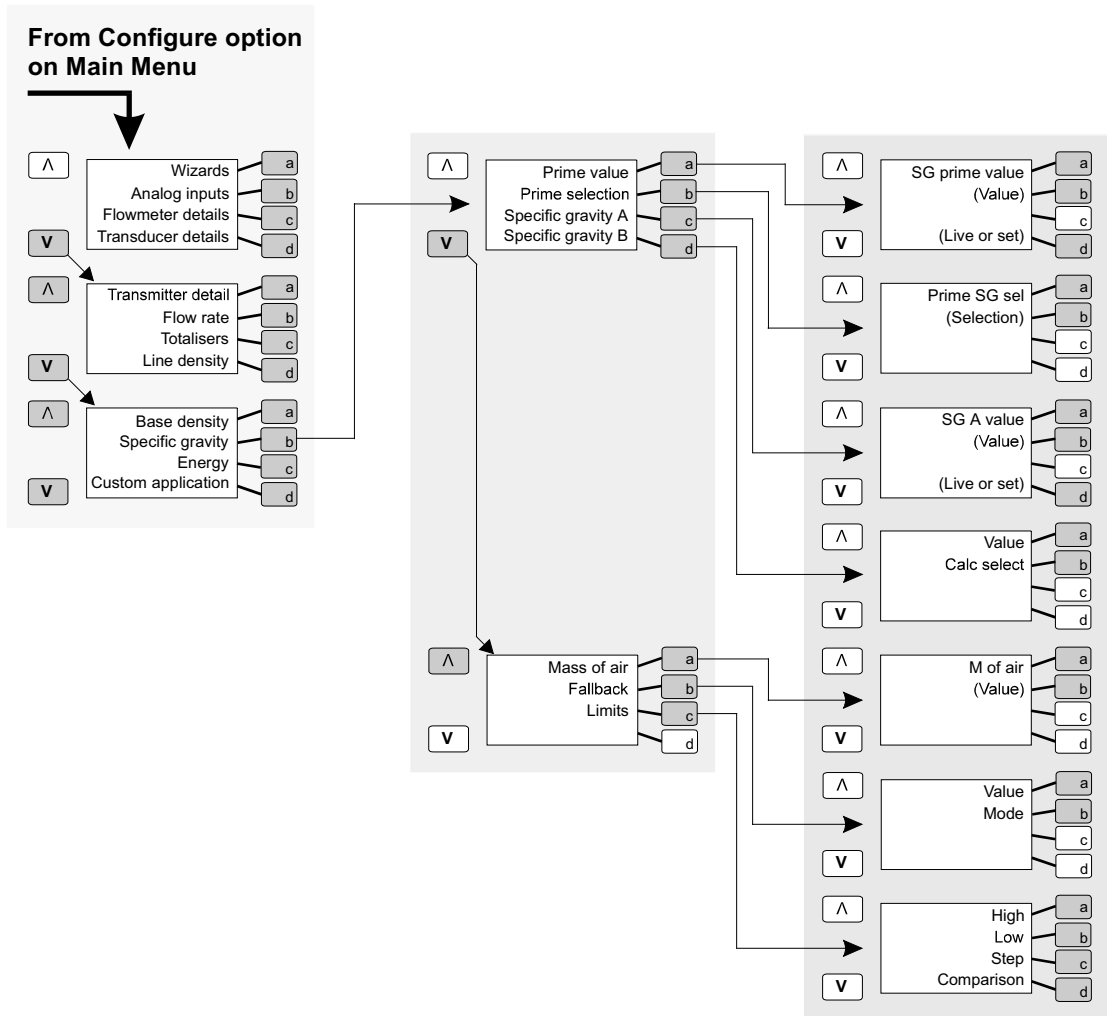 From Configure option
on Main Menu
Λ
Wizards a
Analog inputs b
Flowmeter details c
Transducer details d
V
Λ
Transmitter detail a
Flow rate b
Totalisers c
Line density d
V
Λ
Base density a
Specific gravity b
Energy c
Custom application d
V
Λ
Prime value a
Prime selection b
Specific gravity A c
Specific gravity B d
V
Λ
Mass of air a
Fallback b
Limits c
d
V
Λ
SG prime value a
(Value) b
c
(Live or set) d
V
Λ
Prime SG sel a
(Selection) b
c
d
V
Λ
SG A value a
(Value) b
c
(Live or set) d
V
Λ
Value a
Calc select b
c
d
V
Λ
M of air a
(Value) b
c
d
V
Λ
Value a
Mode b
c
d
V
Λ
High a
Low b
Step c
Comparison d
V